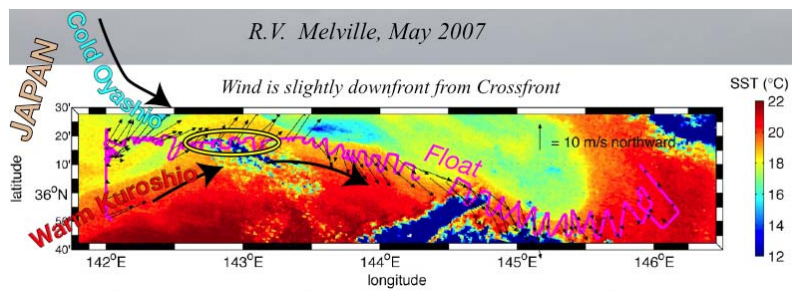 R.V. Melville, May 2007
Cold Oyashio
JAPAN
Wind is slightly downfront from Crossfront
SST (°C)
30'
20'
10'
36°N
50'
40'
latitude
Warm Kuroshio
Float
= 10 m/s northward
22
20
18
16
14
12
142°E
143°E
144°E
145°E
146°E
longitude